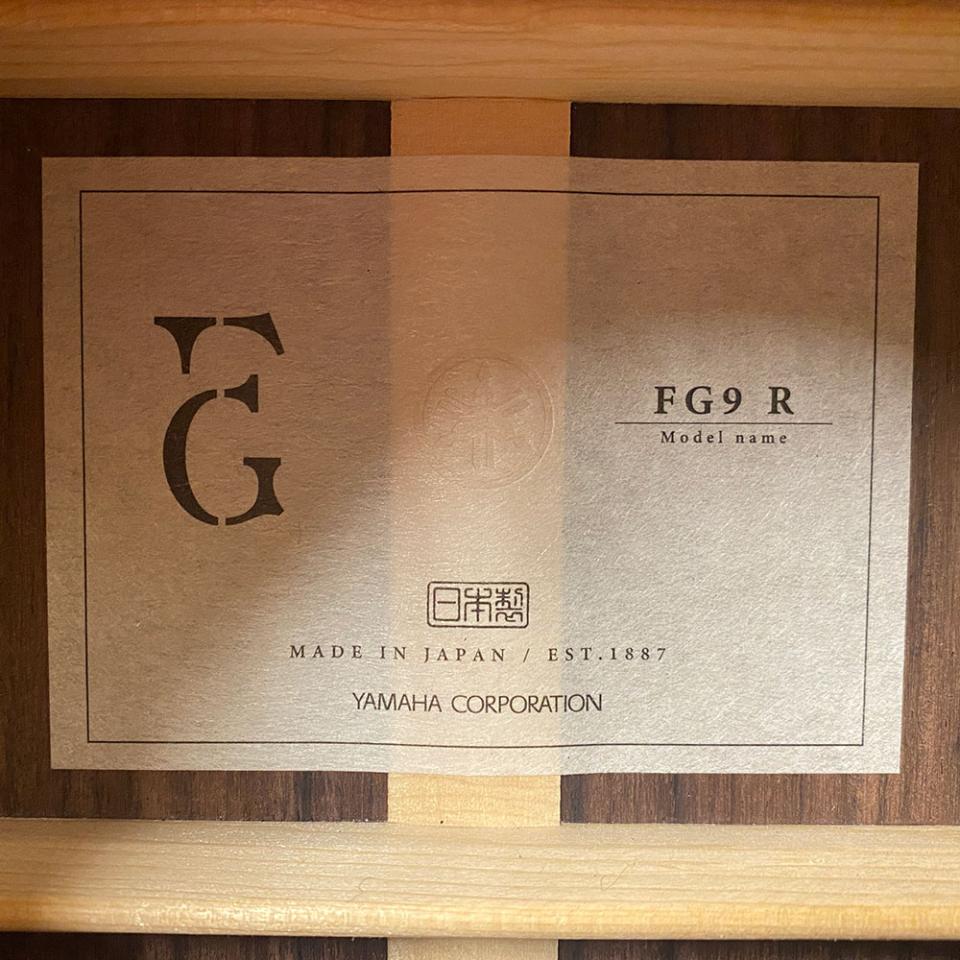 FG
FG9 R
Model name
日本製
MADE IN JAPAN / EST.1887
YAMAHA CORPORATION